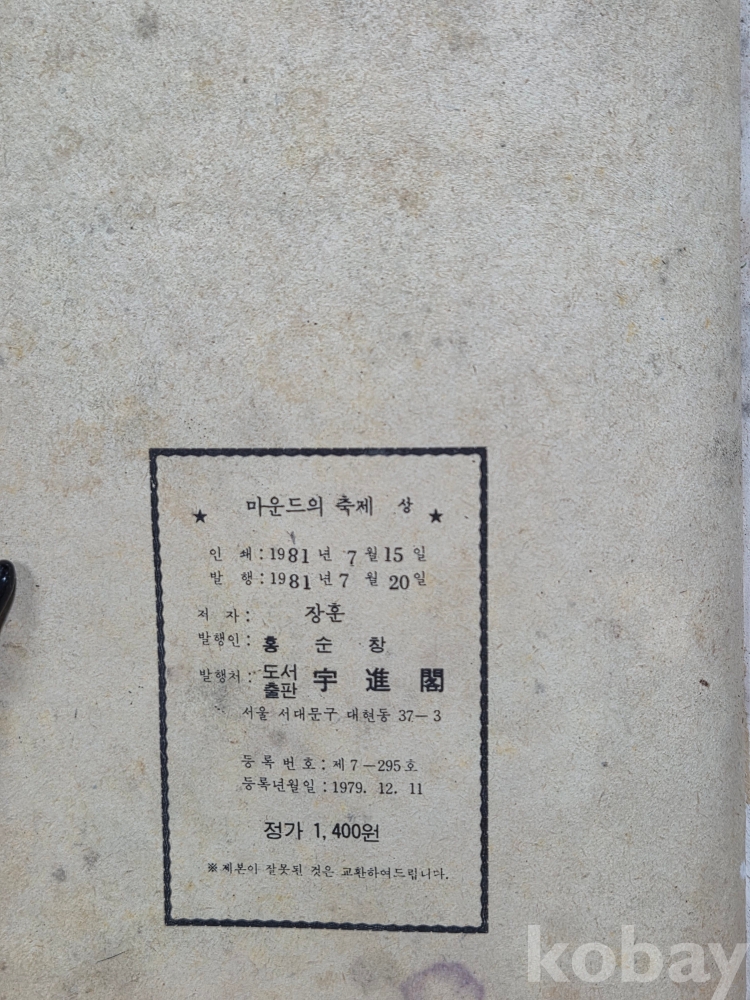 ★ 마운드의 축제 상 ★
인 쇄 : 1981 년 7 월 15 일
발 행 : 1981 년 7 월 20 일
저 자 : 장훈
발행인 : 홍 순 창
발행처 : 도서출판 宇 進 閣
서울 서대문구 대현동 37-3
등 록 번 호 : 제 7-295 호
등록년월일 : 1979. 12. 11
정가 1,400원
※ 제본이 잘못된 것은 교환하여드립니다.
kobay